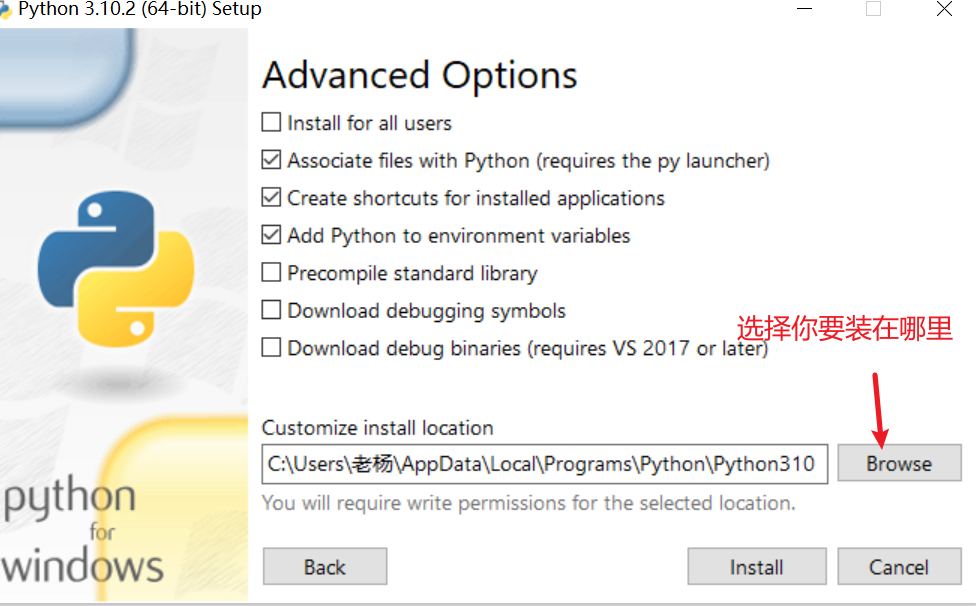 Python 3.10.2 (64-bit) Setup
Advanced Options
Install for all users
Associate files with Python (requires the py launcher)
Create shortcuts for installed applications
Add Python to environment variables
Precompile standard library
Download debugging symbols
选择你要装在哪里
Download debug binaries (requires VS 2017 or later)
Customize install location
C:\Users\老杨\AppData\Local\Programs\Python\Python310
Browse
You will require write permissions for the selected location.
python
for
windows
Back
Install
Cancel